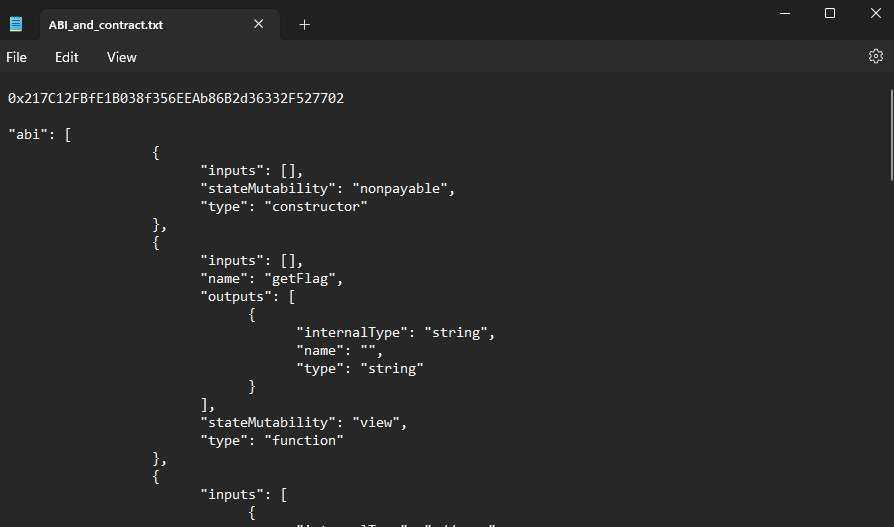 ABI_and_contract.txt
File Edit View
0x217C12FBfE1B038f356EEAb86B2d36332F527702
"abi": [
{
"inputs": [],
"stateMutability": "nonpayable",
"type": "constructor"
},
{
"inputs": [],
"name": "getFlag",
"outputs": [
{
"internalType": "string",
"name": "",
"type": "string"
}
],
"stateMutability": "view",
"type": "function"
},
{
"inputs": [
{